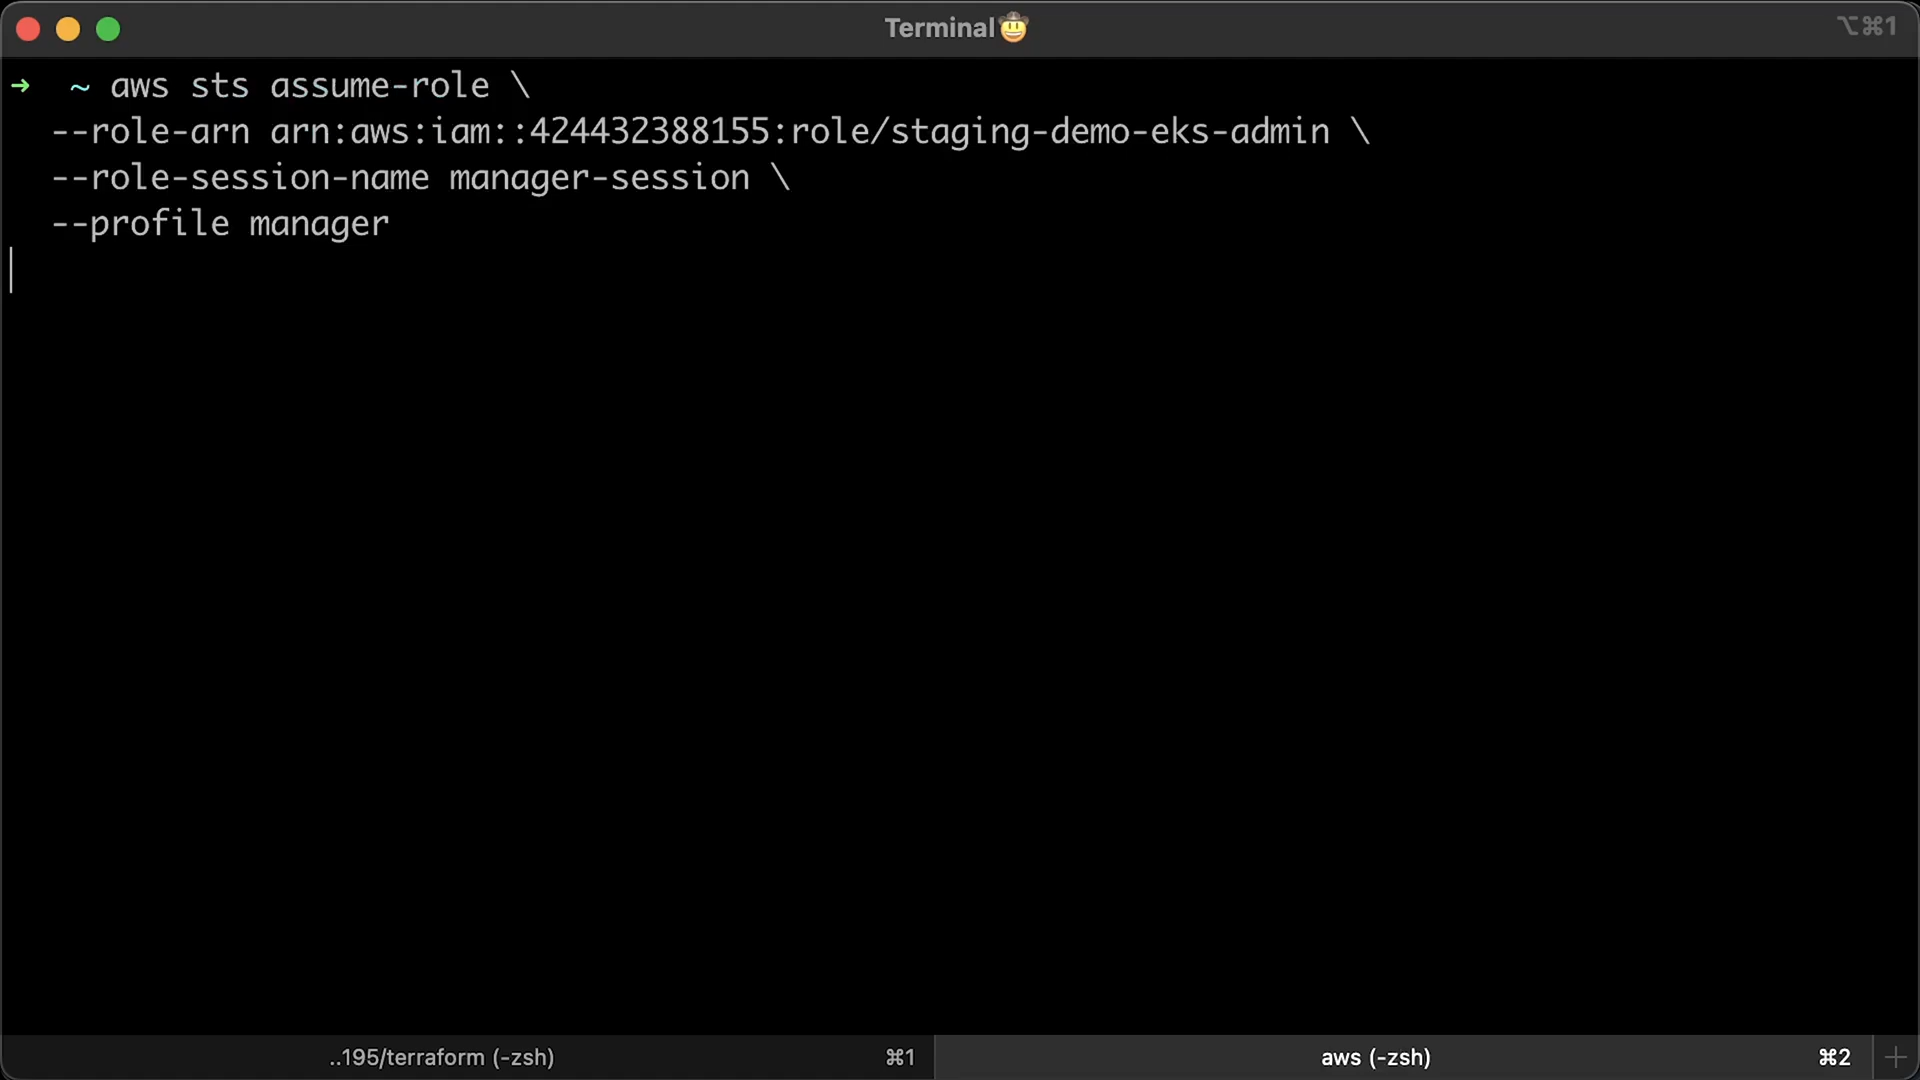 Terminal🤠
⌥⌘1
→ ~ aws sts assume-role \
--role-arn arn:aws:iam::424432388155:role/staging-demo-eks-admin \
--role-session-name manager-session \
--profile manager
..195/terraform (-zsh) ⌘1
aws (-zsh) ⌘2